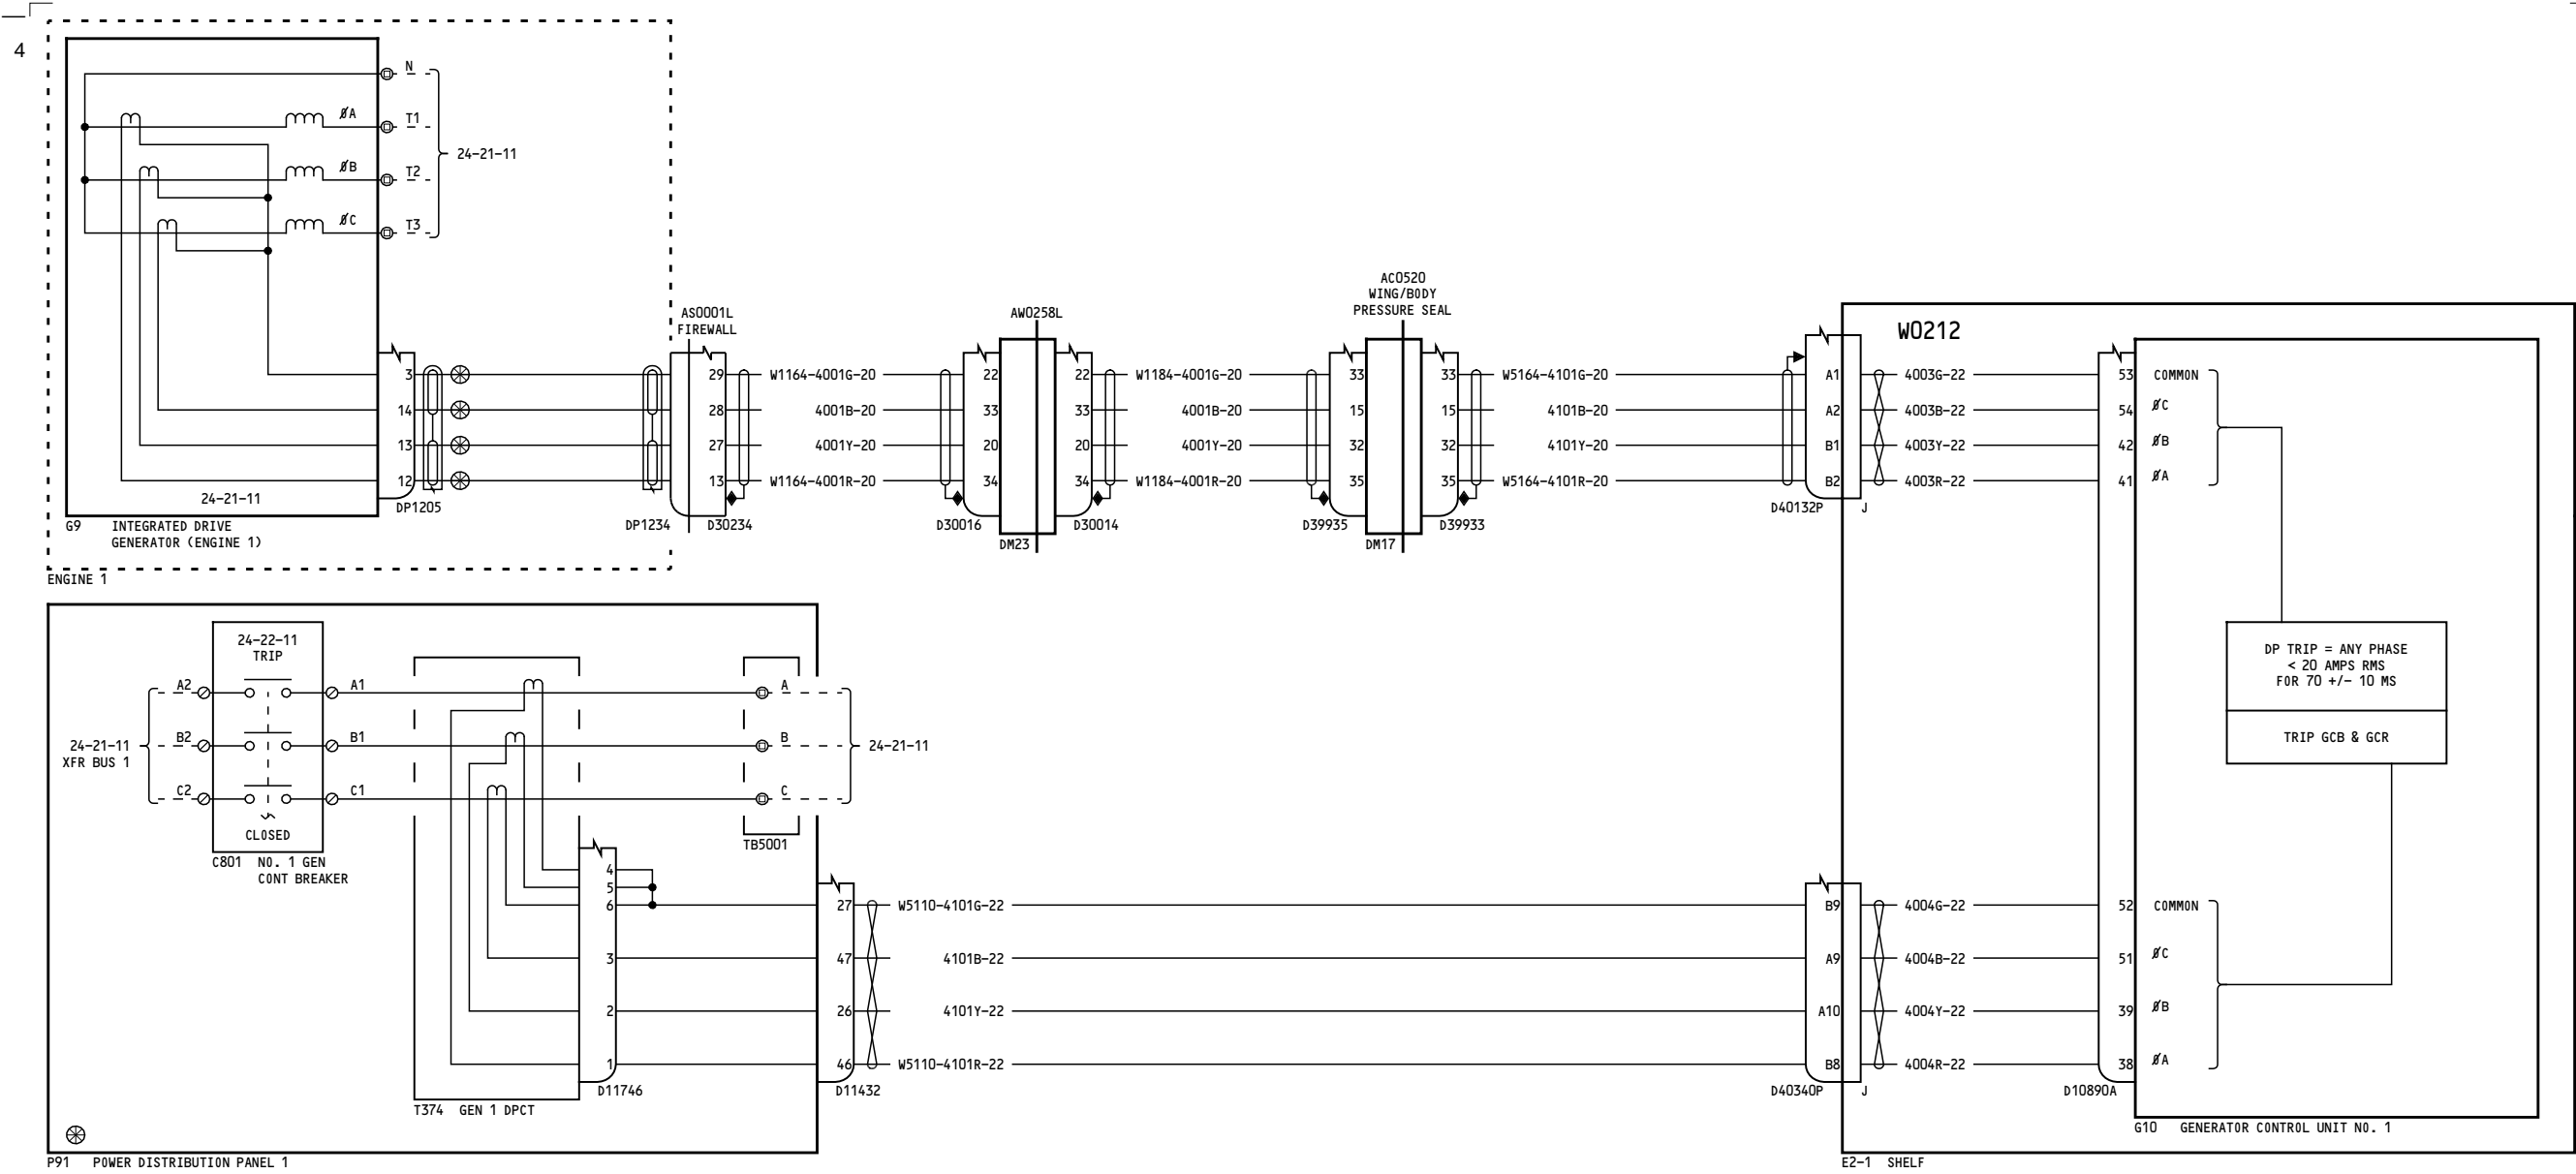 4
N
ØA
T1
ØB
T2
ØC
T3
24-21-11
3
14
13
12
24-21-11
DP1205
G9 INTEGRATED DRIVE
GENERATOR (ENGINE 1)
ENGINE 1
AS0001L
FIREWALL
29
28
27
13
DP1234
D30234
W1164-4001G-20
4001B-20
4001Y-20
W1164-4001R-20
AW0258L
22
33
20
34
22
33
20
34
D30016
DM23
D30014
W1184-4001G-20
4001B-20
4001Y-20
W1184-4001R-20
AC0520
WING/BODY
PRESSURE SEAL
33
15
32
35
33
15
32
35
D39935
DM17
D39933
W5164-4101G-20
4101B-20
4101Y-20
W5164-4101R-20
A1
A2
B1
B2
D40132P
J
W0212
4003G-22
4003B-22
4003Y-22
4003R-22
53 COMMON
54 ØC
42 ØB
41 ØA
DP TRIP = ANY PHASE
< 20 AMPS RMS
FOR 70 +/- 10 MS
TRIP GCB & GCR
24-22-11
TRIP
A2
A1
B2
B1
C2
C1
24-21-11
XFR BUS 1
CLOSED
C801 NO. 1 GEN
CONT BREAKER
A
B
C
TB5001
24-21-11
4
5
6
3
2
1
D11746
T374 GEN 1 DPCT
27
47
26
46
D11432
W5110-4101G-22
4101B-22
4101Y-22
W5110-4101R-22
B9
A9
A10
B8
D40340P
J
4004G-22
4004B-22
4004Y-22
4004R-22
52 COMMON
51 ØC
39 ØB
38 ØA
D10890A
G10 GENERATOR CONTROL UNIT NO. 1
P91 POWER DISTRIBUTION PANEL 1
E2-1 SHELF